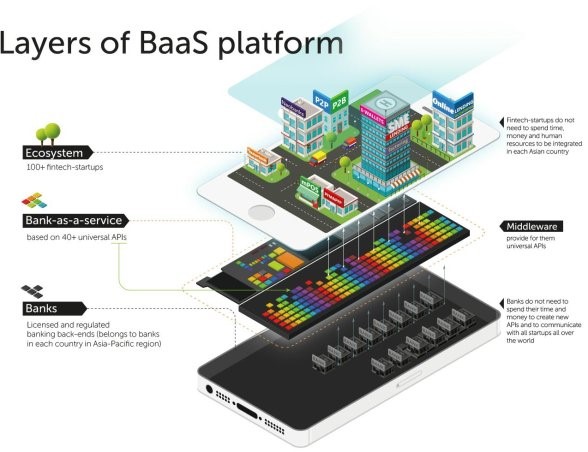 Layers of BaaS platform
Ecosystem
100+ fintech-startups
Bank-as-a-service
based on 40+ universal APIs
Banks
Licensed and regulated
banking back-ends (belongs to banks
in each country in Asia-Pacific region)
Neobanks
P2P
P2B
E-WALLETS
SME
Online LENDING
MPOS
Fintech-startups do not
need to spend time,
money and human
resources to be integrated
in each Asian country
Middleware
provide for them
universal APIs
Banks do not need to
spend their time and
money to create new
APIs and to communicate
with all startups all over
the world